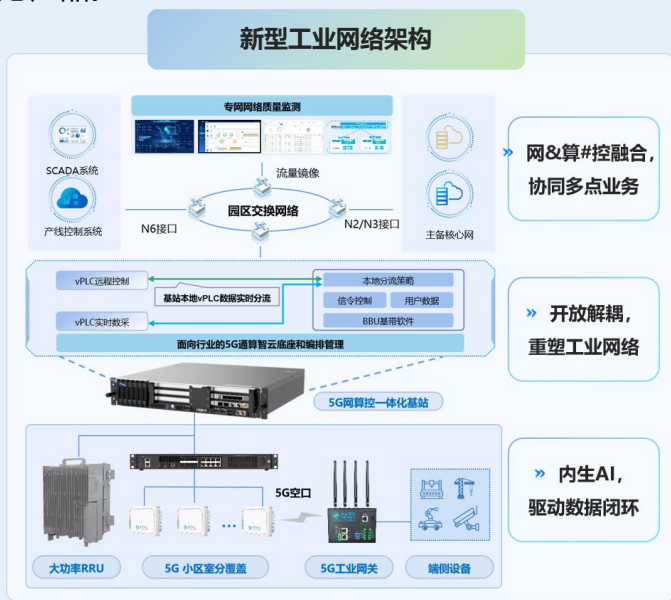 新型工业网络架构
专网网络质量监测
SCADA系统
流量镜像
产线控制系统
N6接口
园区交换网络
N2/N3接口
主备核心网
» 网&算#控融合，
协同多点业务
vPLC远程控制
本地分流策略
基站本地vPLC数据实时分流
信令控制
用户数据
vPLC实时数采
BBU基带软件
面向行业的5G通算智云底座和编排管理
» 开放解耦，
重塑工业网络
5G网算控一体化基站
5G空口
» 内生AI，
驱动数据闭环
大功率RRU
5G 小区室分覆盖
5G工业网关
端侧设备